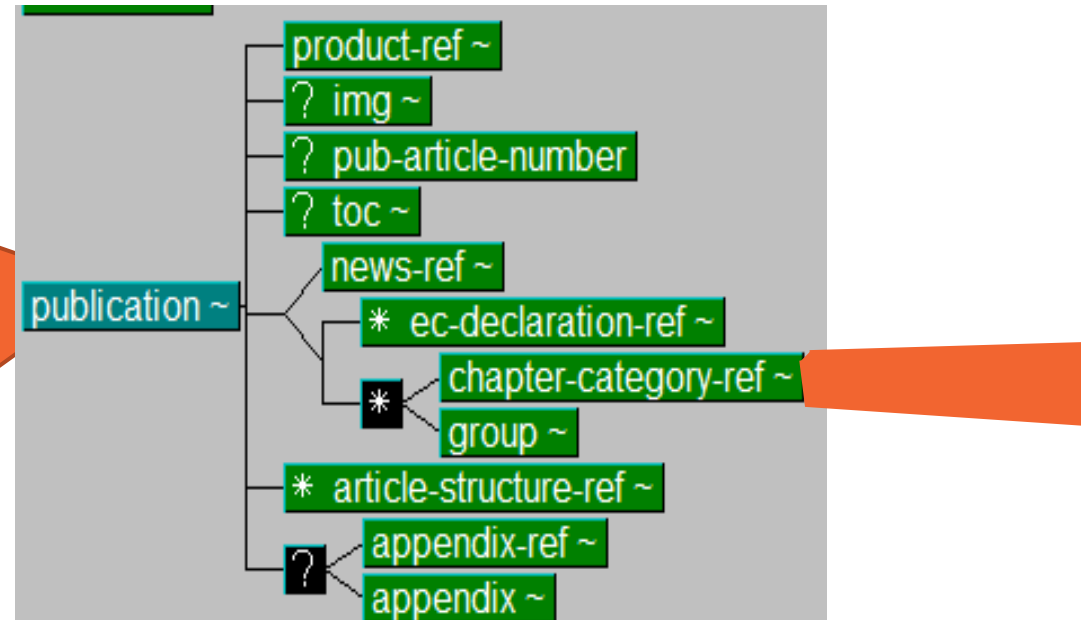 product-ref ~
? img ~
? pub-article-number
? toc ~
news-ref ~
publication ~
* ec-declaration-ref ~
chapter-category-ref ~
*
group ~
* article-structure-ref ~
appendix-ref ~
?
appendix ~